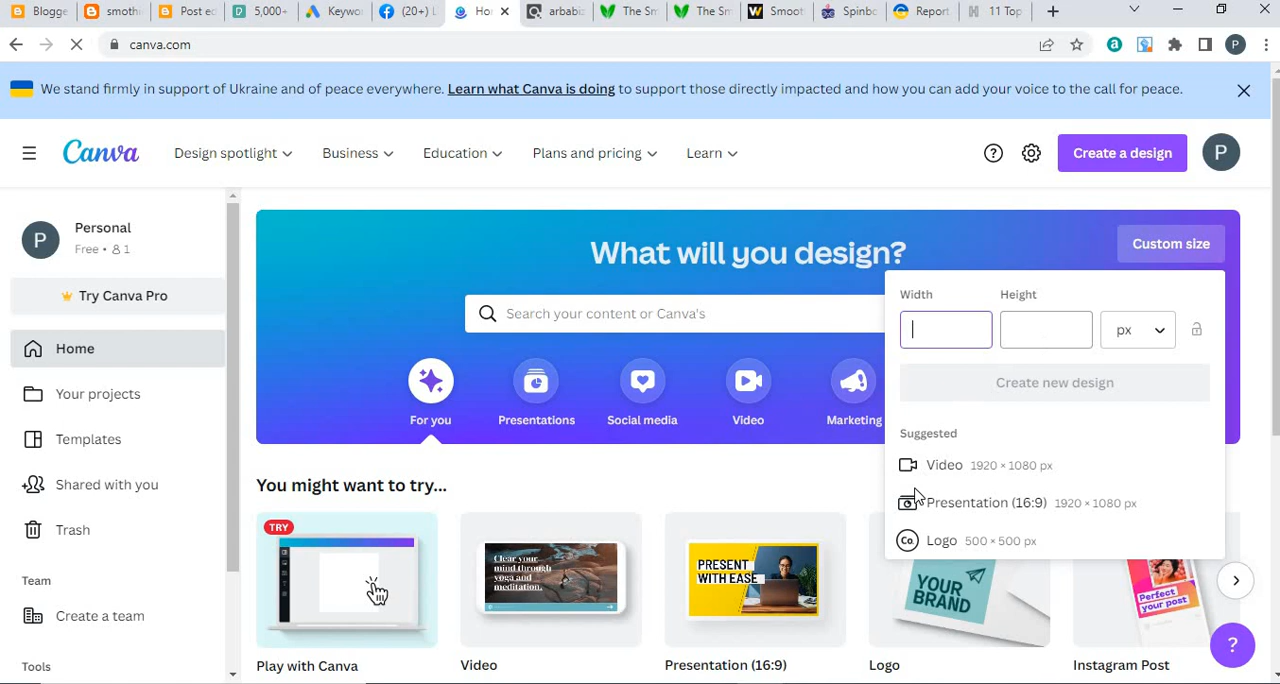 Blogge
smothi
Post ed
5,000+
Keywo
(20+) L
Ho
arbabiz
The Sm
The Sm
Smoot
Spinbo
Report
11 Top
canva.com
P
We stand firmly in support of Ukraine and of peace everywhere. Learn what Canva is doing to support those directly impacted and how you can add your voice to the call for peace.
Canva
Design spotlight
Business
Education
Plans and pricing
Learn
Create a design
P
P
Personal
Free • 1
Try Canva Pro
Home
Your projects
Templates
Shared with you
Trash
Team
Create a team
Tools
What will you design?
Custom size
Search your content or Canva's
For you
Presentations
Social media
Video
Marketing
Width
Height
px
Create new design
Suggested
Video 1920 × 1080 px
Presentation (16:9) 1920 × 1080 px
Co. Logo 500 × 500 px
You might want to try...
TRY
Clear your
mind through
yoga and
meditation.
PRESENT
WITH EASE
YOUR
BRAND
Perfect
your post
Play with Canva
Video
Presentation (16:9)
Logo
Instagram Post
?